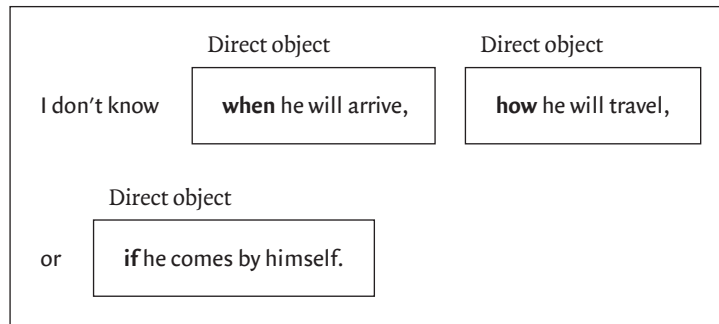 Direct object Direct object
I don't know when he will arrive, how he will travel,
Direct object
or if he comes by himself.